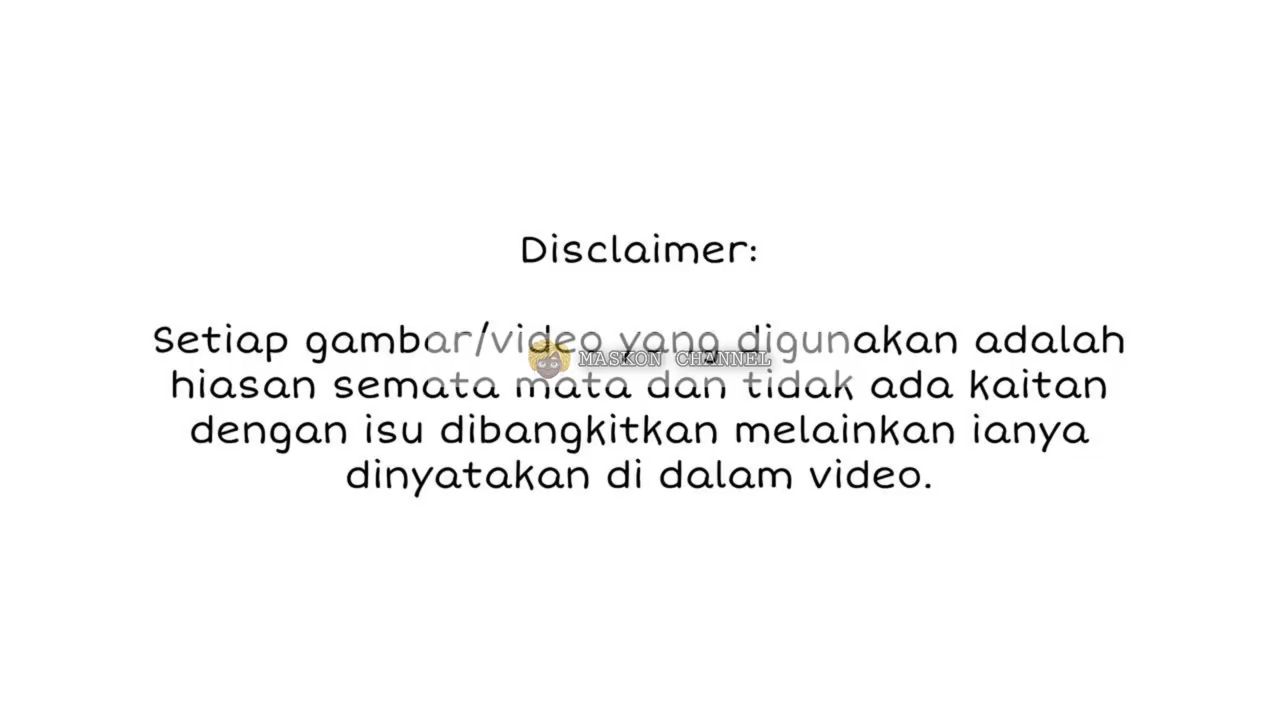 Disclaimer:
Setiap gambar/video yang digunakan adalah
MASKON CHANNEL
hiasan semata mata dan tidak ada kaitan
dengan isu dibangkitkan melainkan ianya
dinyatakan di dalam video.